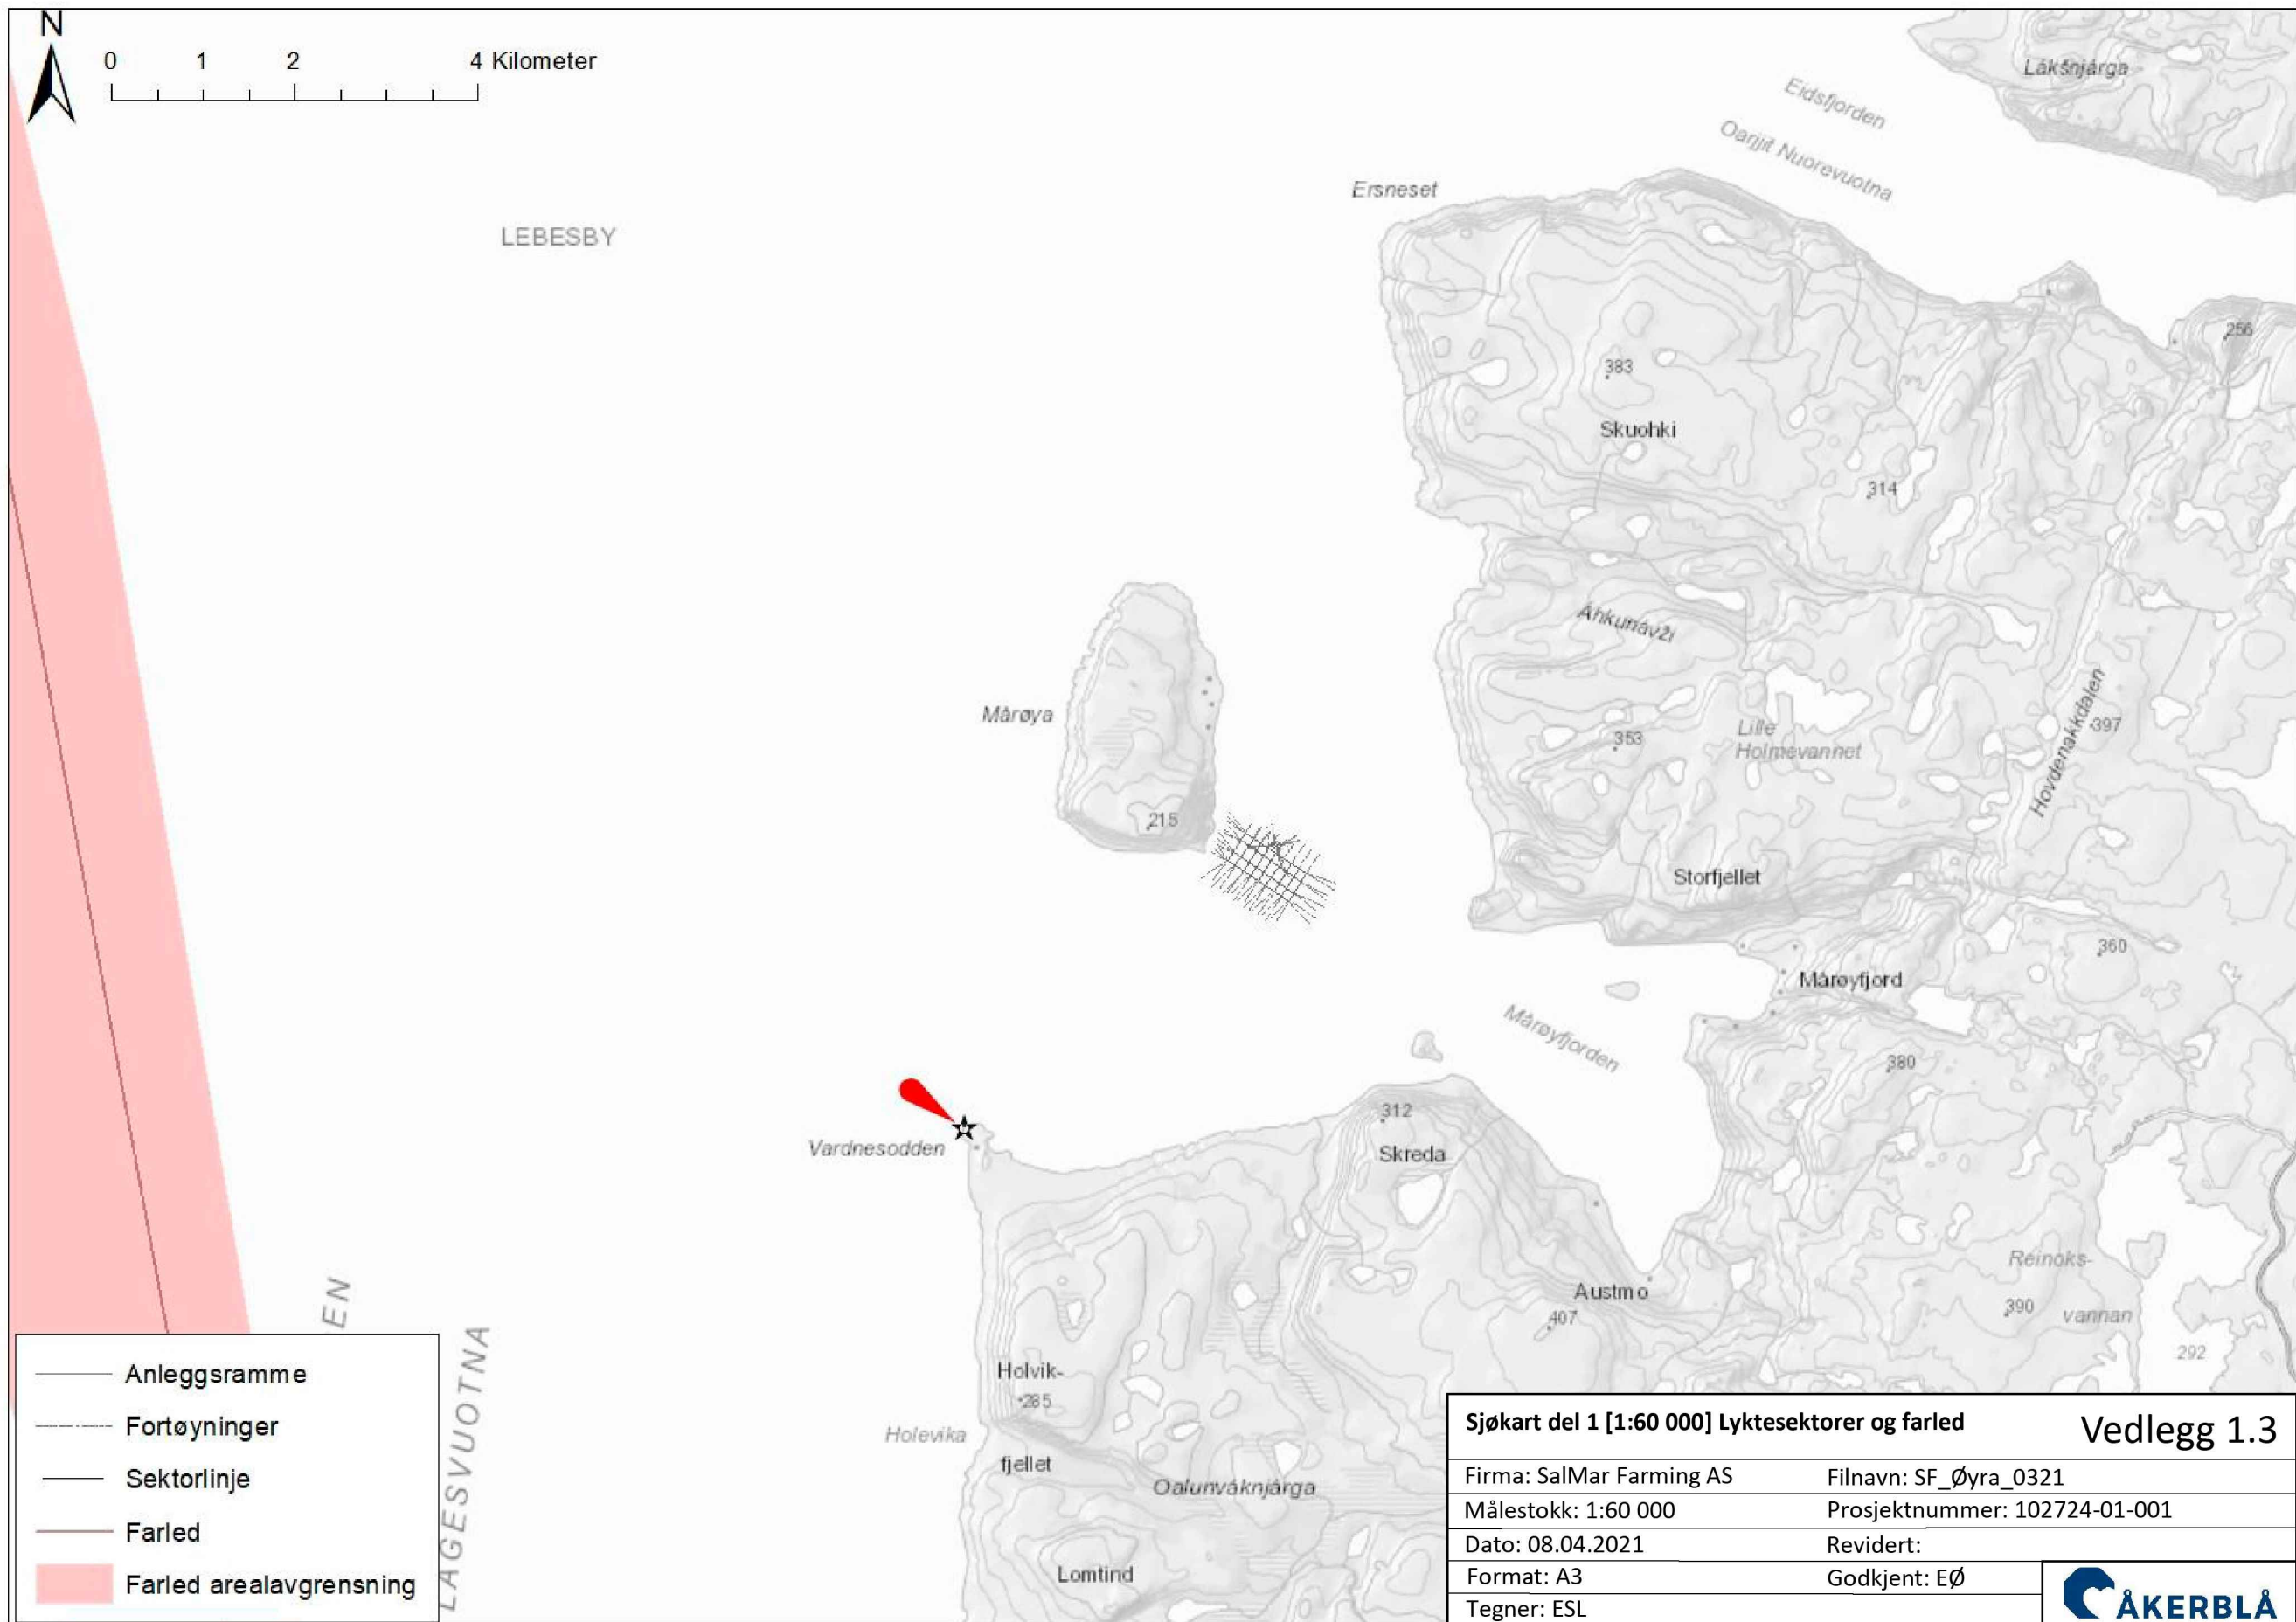 N
0 1 2 4 Kilometer
Lákšnjárga
Eidsfjorden
Oarjjit Nuorevuotna
Ersneset
LEBESBY
256
383
Skuohki
314
Áhkunávži
Mårøya
Hovdenakkdalen
397
353
Lille
Holmevannet
215
Storfjellet
360
Mårøyfjord
Mårøyfjorden
380
312
Vardnesodden
Skreda
Reinoks-
vannan
Austmo
390
407
292
EN
LAGESVUOTNA
Holvik-
285
Holevika
fjellet
Oalunváknjárga
Lomtind
Anleggsramme
Fortøyninger
Sektorlinje
Farled
Farled arealavgrensning
Sjøkart del 1 [1:60 000] Lyktesektorer og farled Vedlegg 1.3
Firma: SalMar Farming AS Filnavn: SF_Øyra_0321
Målestokk: 1:60 000 Prosjektnummer: 102724-01-001
Dato: 08.04.2021 Revidert:
Format: A3 Godkjent: EØ
Tegner: ESL
ÅKERBLÅ